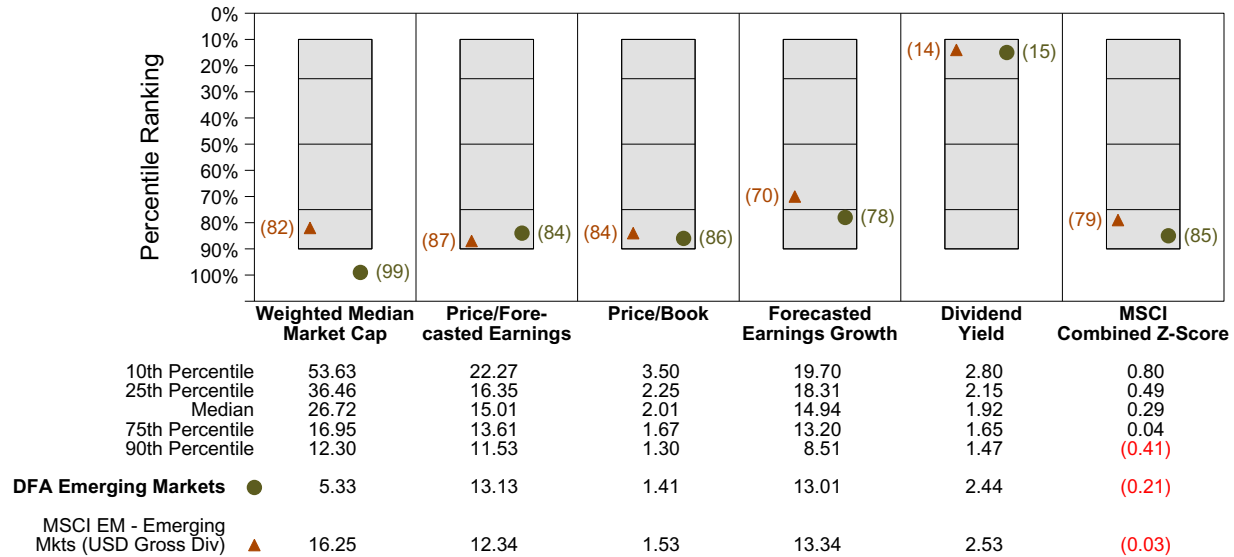 Percentile Ranking
0%
10%
20%
30%
40%
50%
60%
70%
80%
90%
100%
(82)
(99)
(87)
(84)
(84)
(86)
(70)
(78)
(14)
(15)
(79)
(85)
Weighted Median
Market Cap
Price/Fore-
casted Earnings
Price/Book
Forecasted
Earnings Growth
Dividend
Yield
MSCI
Combined Z-Score
10th Percentile 53.63 22.27 3.50 19.70 2.80 0.80
25th Percentile 36.46 16.35 2.25 18.31 2.15 0.49
Median 26.72 15.01 2.01 14.94 1.92 0.29
75th Percentile 16.95 13.61 1.67 13.20 1.65 0.04
90th Percentile 12.30 11.53 1.30 8.51 1.47 (0.41)
DFA Emerging Markets 5.33 13.13 1.41 13.01 2.44 (0.21)
MSCI EM - Emerging
Mkts (USD Gross Div) 16.25 12.34 1.53 13.34 2.53 (0.03)